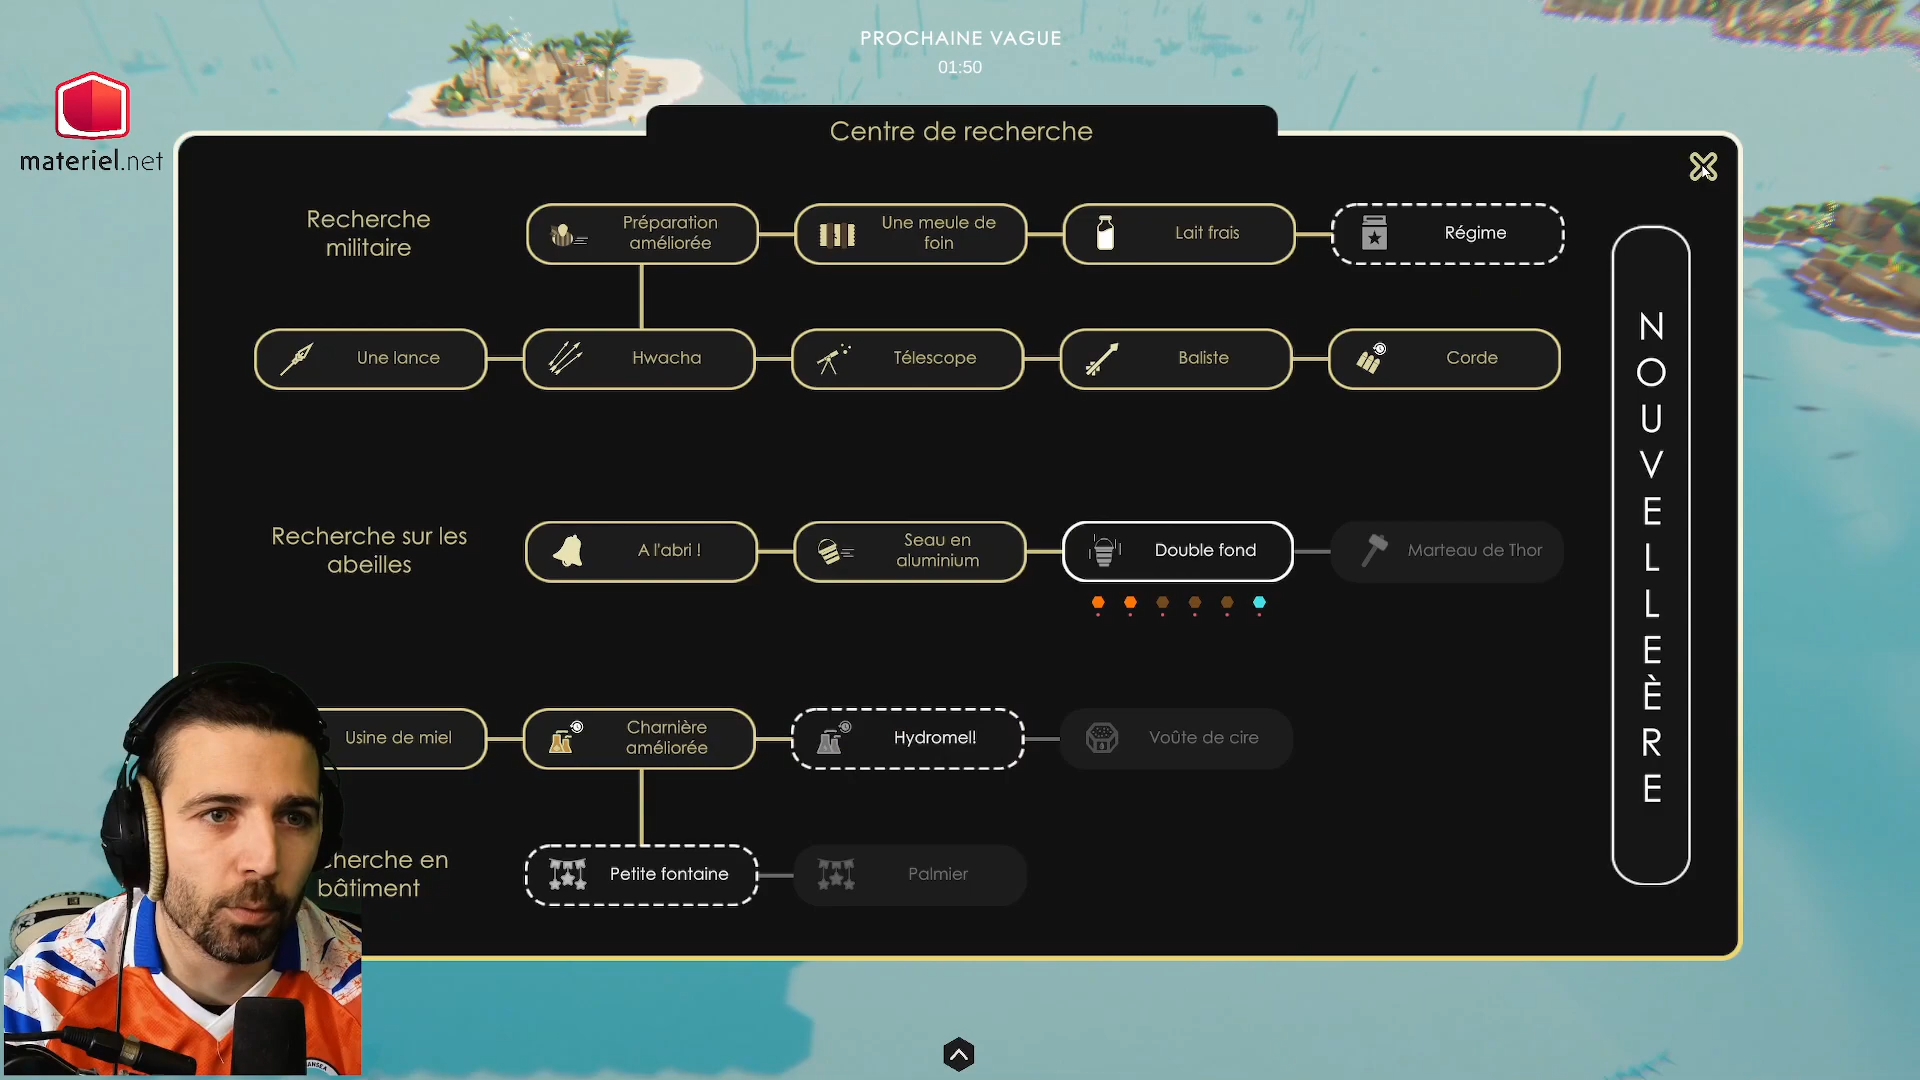 PROCHAINE VAGUE
01:50
materiel.net
Centre de recherche
Recherche
militaire
Préparation
améliorée
Une meule de
foin
Lait frais
Régime
Une lance
Hwacha
Télescope
Baliste
Corde
Recherche sur les
abeilles
A l'abri !
Seau en
aluminium
Double fond
Marteau de Thor
Usine de miel
Charnière
améliorée
Hydromel!
Voûte de cire
cherche en
bâtiment
Petite fontaine
Palmier
NOUVELLE ÈRE